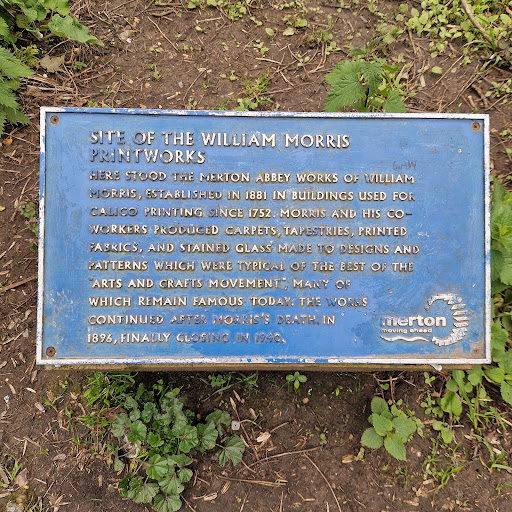 SITE OF THE WILLIAM MORRIS
PRINTWORKS
HERE STOOD THE MERTON ABBEY WORKS OF WILLIAM
MORRIS, ESTABLISHED IN 1881 IN BUILDINGS USED FOR
CALICO PRINTING SINCE 1752. MORRIS AND HIS CO-
WORKERS PRODUCED CARPETS, TAPESTRIES, PRINTED
FABRICS, AND STAINED GLASS MADE TO DESIGNS AND
PATTERNS WHICH WERE TYPICAL OF THE BEST OF THE
'ARTS AND CRAFTS MOVEMENT', MANY OF
WHICH REMAIN FAMOUS TODAY. THE WORKS
CONTINUED AFTER MORRIS'S DEATH, IN
1896, FINALLY CLOSING IN 1940.
merton
moving ahead